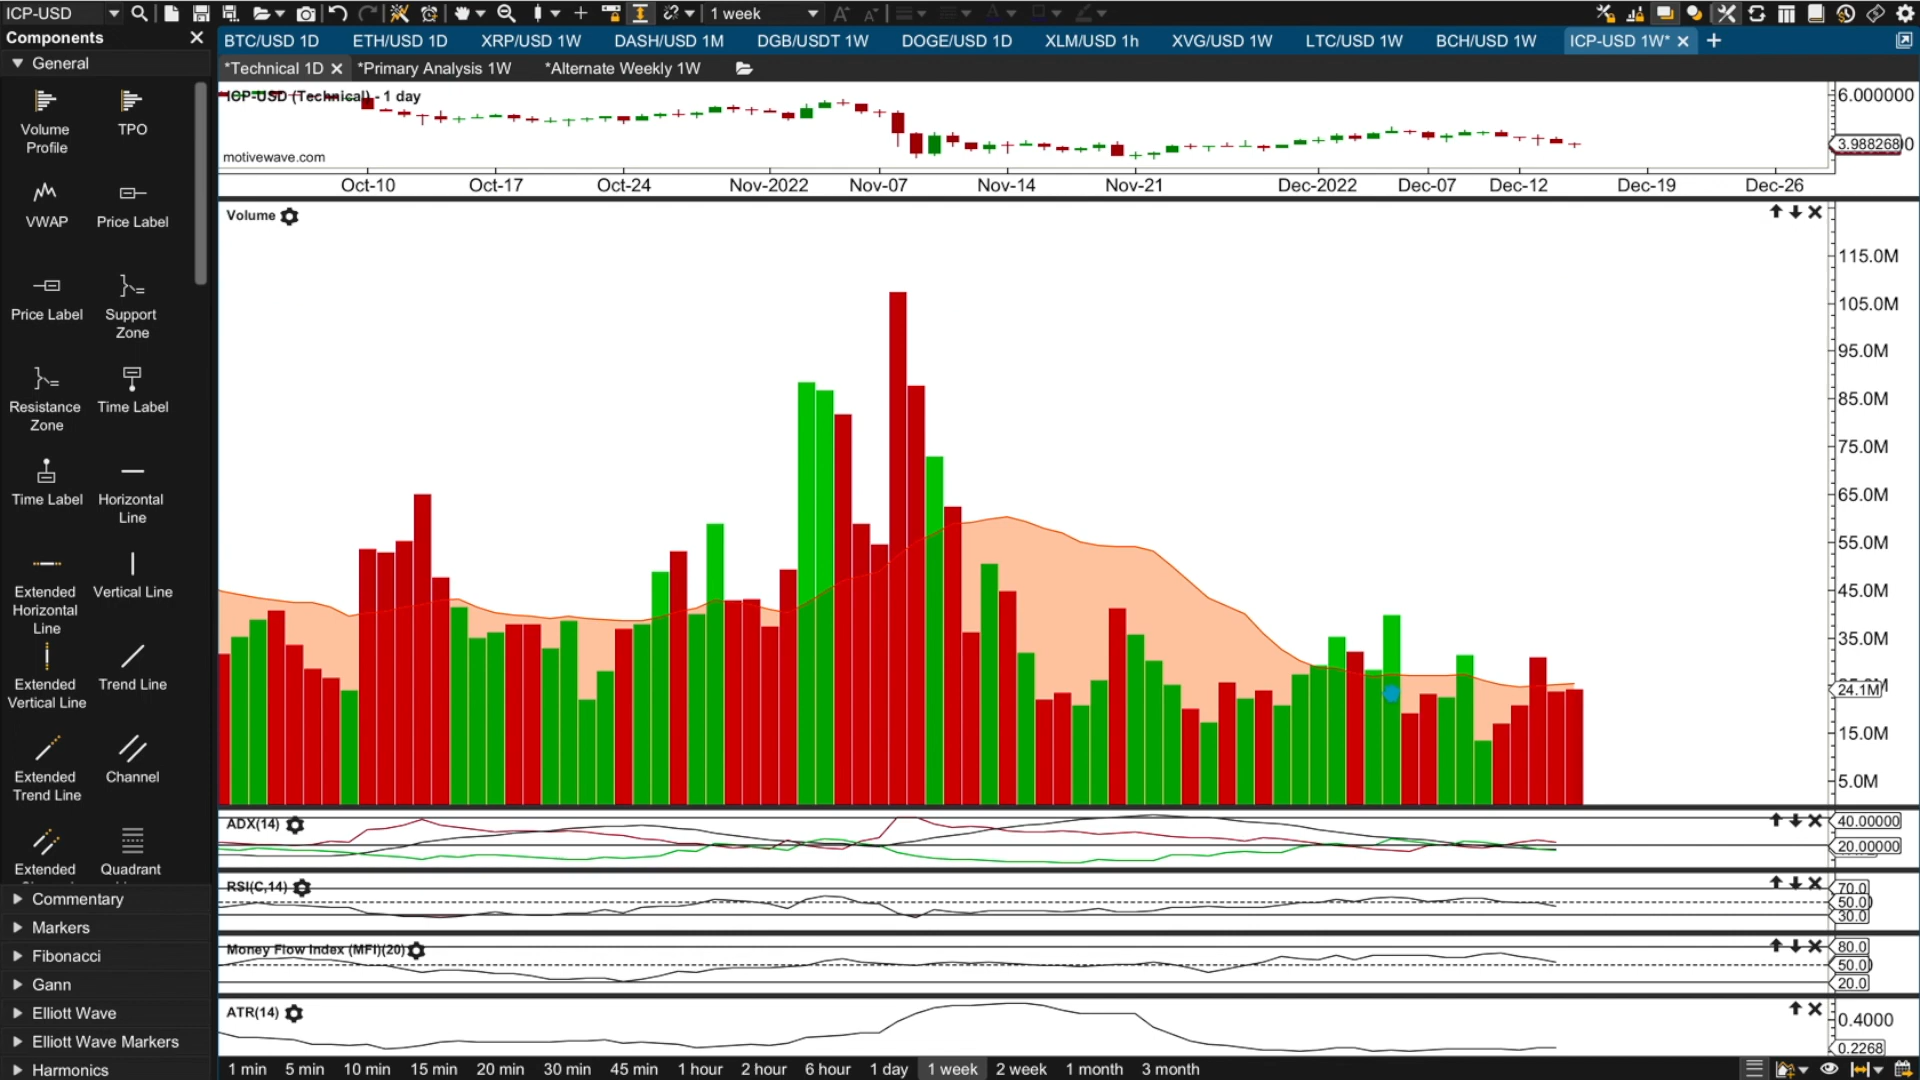 ICP-USD
1 week
Components
BTC/USD 1D
ETH/USD 1D
XRP/USD 1W
DASH/USD 1M
DGB/USDT 1W
DOGE/USD 1D
XLM/USD 1h
XVG/USD 1W
LTC/USD 1W
BCH/USD 1W
ICP-USD 1W*
General
*Technical 1D
*Primary Analysis 1W
*Alternate Weekly 1W
ICP-USD (Technical) - 1 day
6.000000
3.988268
motivewave.com
Oct-10
Oct-17
Oct-24
Nov-2022
Nov-07
Nov-14
Nov-21
Dec-2022
Dec-07
Dec-12
Dec-19
Dec-26
Volume
Profile
TPO
VWAP
Price Label
Price Label
Support
Zone
Resistance
Zone
Time Label
Time Label
Horizontal
Line
Extended
Horizontal
Line
Vertical Line
Extended
Vertical Line
Trend Line
Extended
Trend Line
Channel
Extended
Quadrant
Commentary
Markers
Fibonacci
Gann
Elliott Wave
Elliott Wave Markers
Harmonics
Volume
115.0M
105.0M
95.0M
85.0M
75.0M
65.0M
55.0M
45.0M
35.0M
24.1M
15.0M
5.0M
ADX(14)
40.00000
20.00000
RSI(C,14)
70.0
50.0
30.0
Money Flow Index (MFI)(20)
80.0
50.0
20.0
ATR(14)
0.4000
0.2268
1 min
5 min
10 min
15 min
20 min
30 min
45 min
1 hour
2 hour
6 hour
1 day
1 week
2 week
1 month
3 month